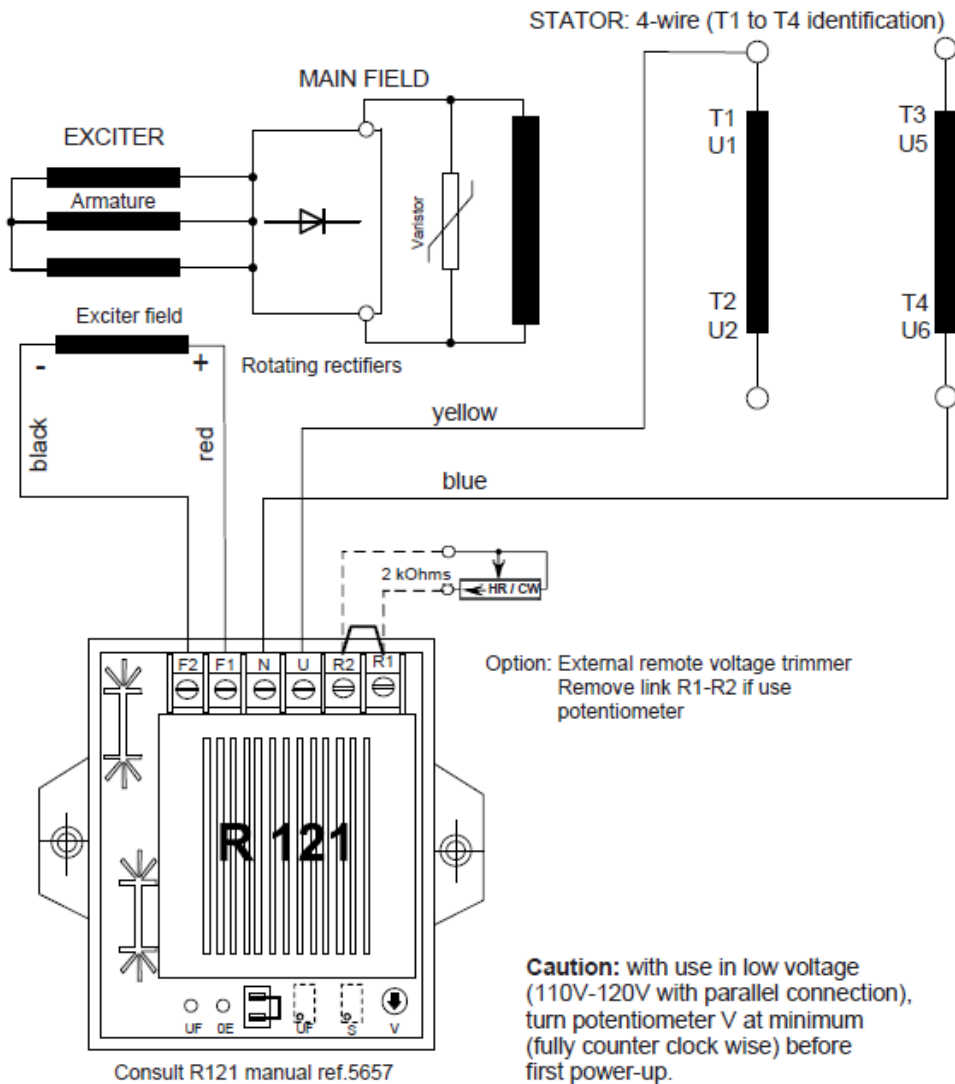 STATOR: 4-wire (T1 to T4 identification)
MAIN FIELD
EXCITER
T1
U1
T3
U5
Armature
Varistor
T2
U2
T4
U6
Exciter field
-
+
Rotating rectifiers
yellow
black
red
blue
2 kOhms
HR / CW
F2 F1 N U R2 R1
Option: External remote voltage trimmer
Remove link R1-R2 if use
potentiometer
R 121
Caution: with use in low voltage
(110V-120V with parallel connection),
turn potentiometer V at minimum
(fully counter clock wise) before
first power-up.
UF OE UF S V
Consult R121 manual ref.5657